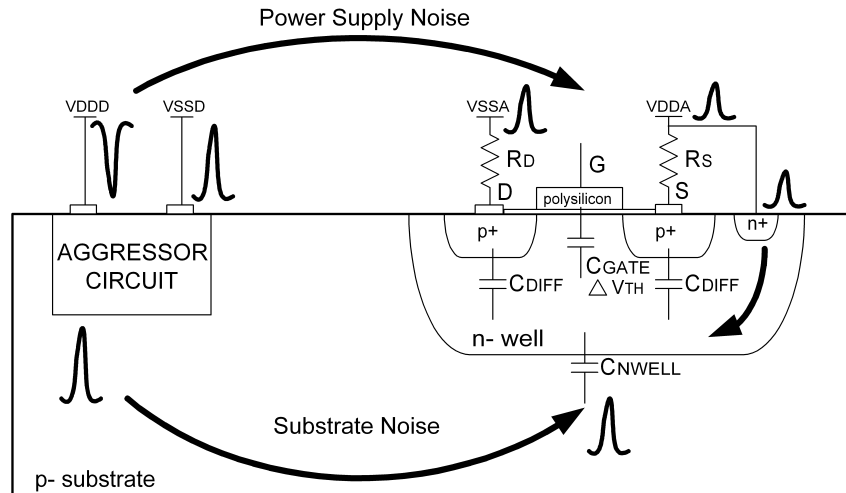 Power Supply Noise
VDDD
VSSD
VSSA
VDDA
RD
G
RS
D
S
polysilicon
p+
p+
n+
AGGRESSOR
CIRCUIT
CGATE
△ VTH
CDIFF
CDIFF
n- well
CNWELL
Substrate Noise
p- substrate